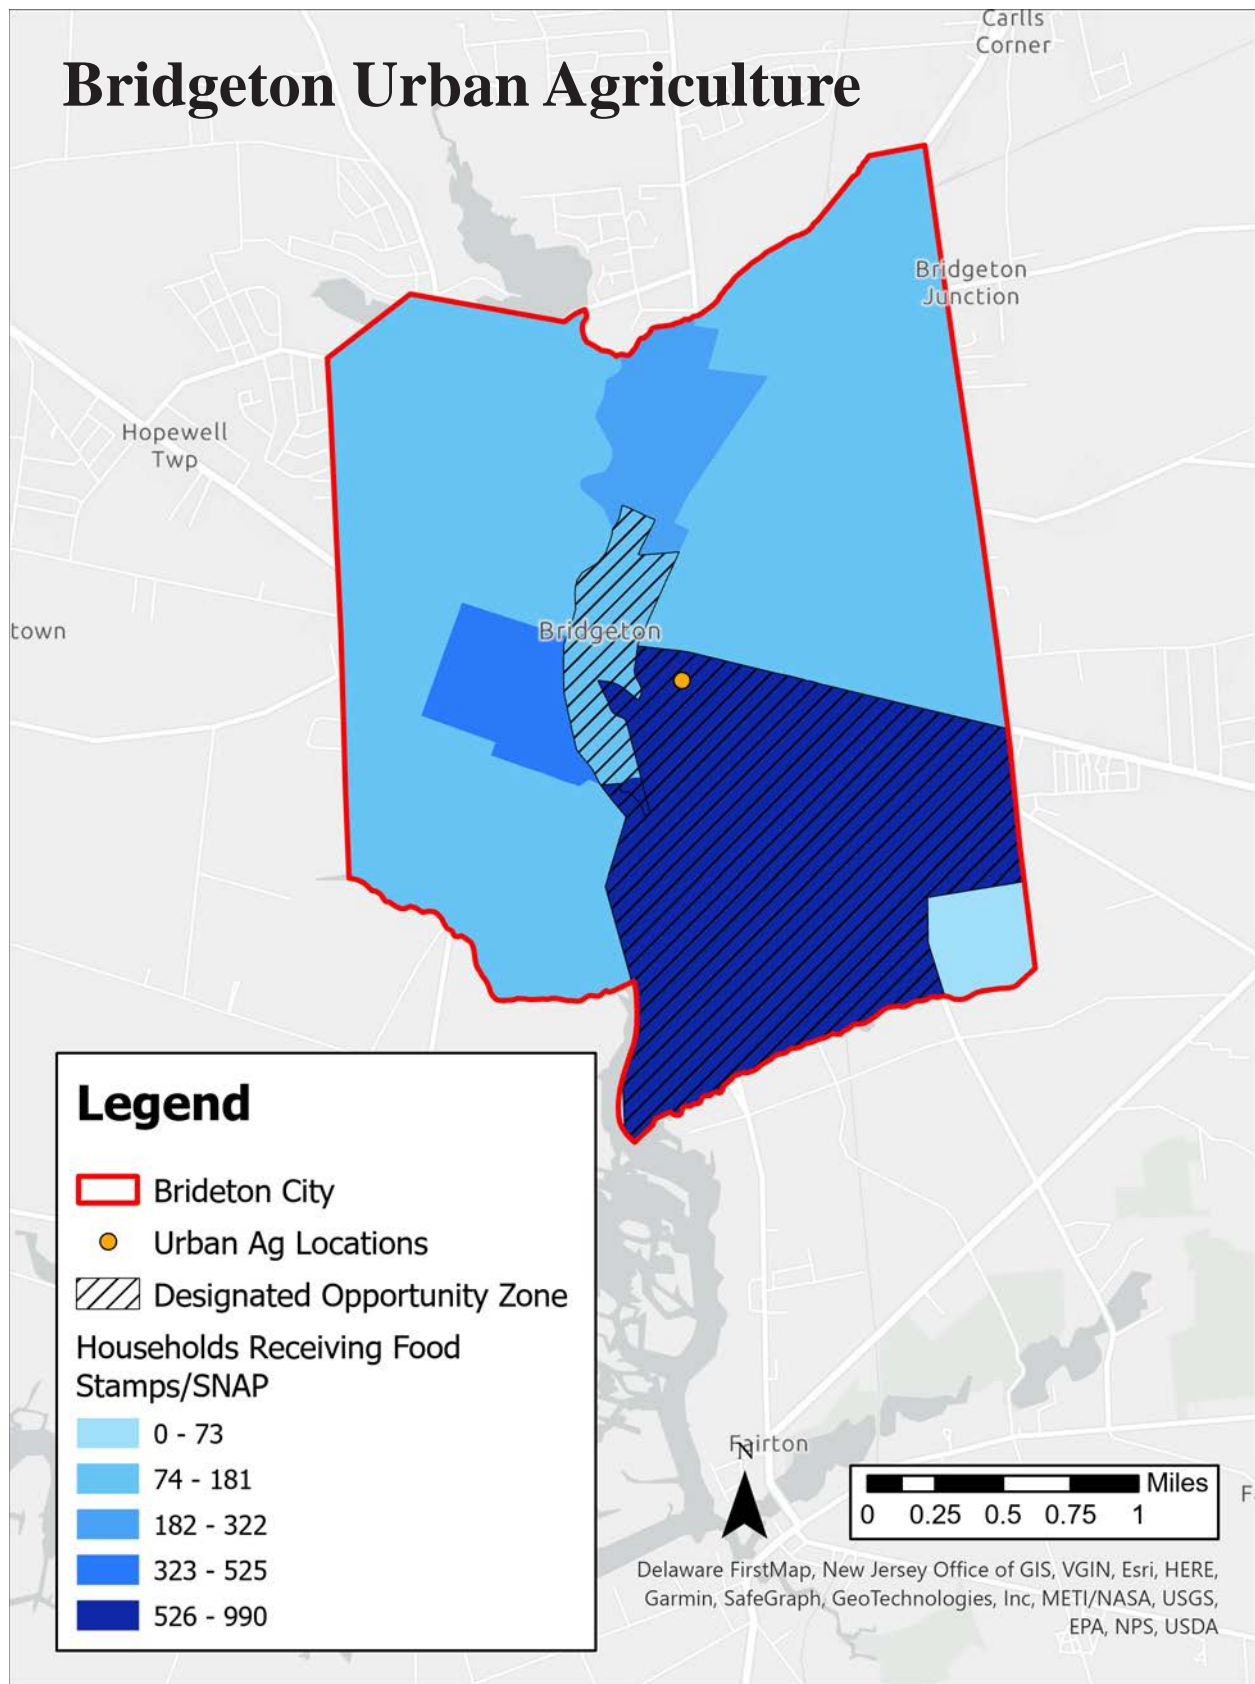 Carlls
Corner
Bridgeton Urban Agriculture
Bridgeton
Junction
Hopewell
Twp
town
Bridgeton
Legend
Brideton City
Urban Ag Locations
Designated Opportunity Zone
Households Receiving Food
Stamps/SNAP
0 - 73
74 - 181
182 - 322
323 - 525
526 - 990
Fairton
N
Miles
0 0.25 0.5 0.75 1
F
Delaware FirstMap, New Jersey Office of GIS, VGIN, Esri, HERE,
Garmin, SafeGraph, GeoTechnologies, Inc, METI/NASA, USGS,
EPA, NPS, USDA